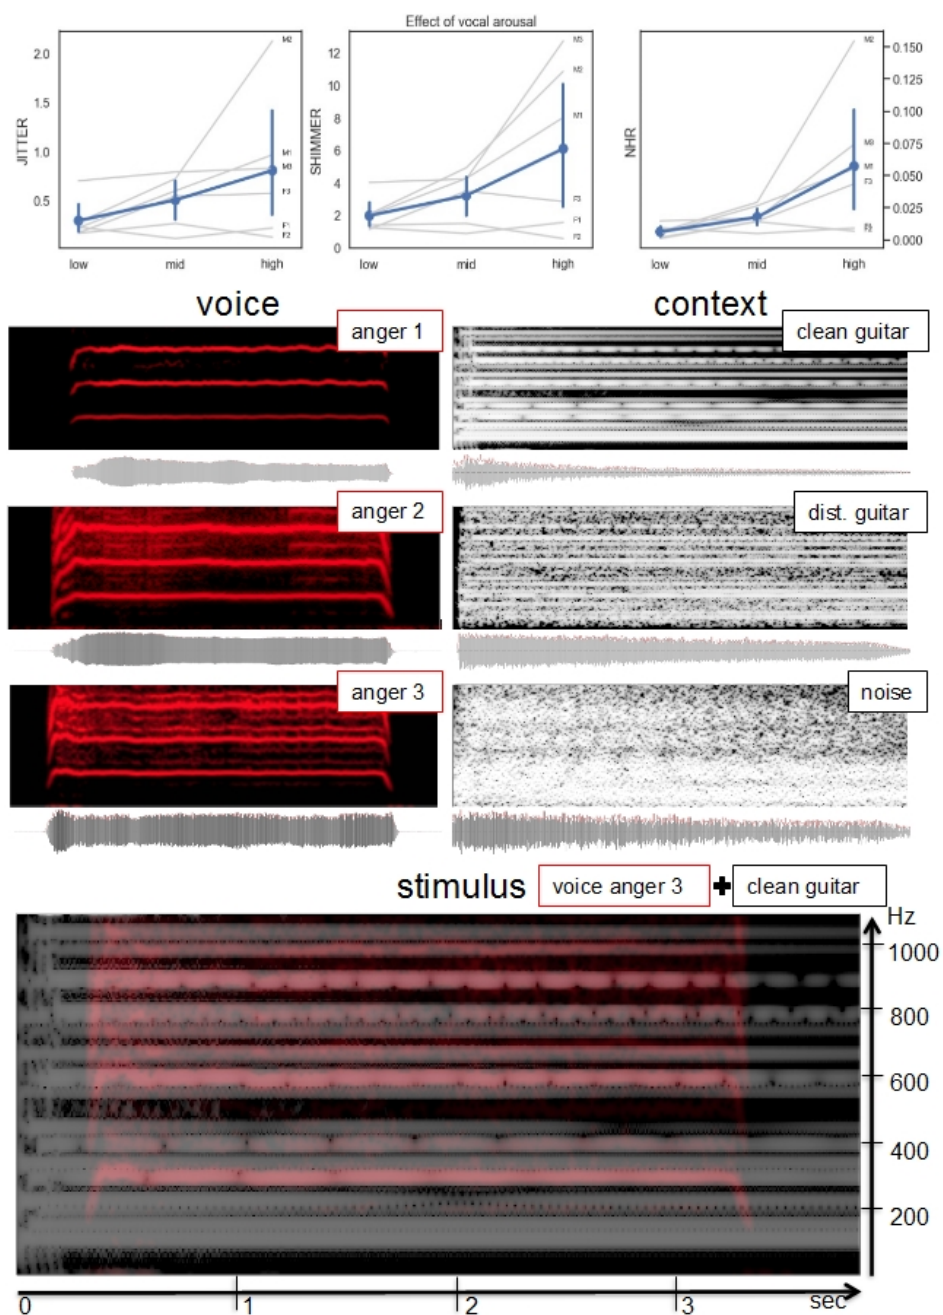 Effect of vocal arousal
JITTER
2.0
1.5
1.0
0.5
low mid high
M2
M1
M3
F3
F1
F2
SHIMMER
12
10
8
6
4
2
0
low mid high
M3
M2
M1
F3
F1
F2
NHR
0.150
0.125
0.100
0.075
0.050
0.025
0.000
low mid high
M2
M3
M1
F3
voice context
anger 1 clean guitar
anger 2 dist. guitar
anger 3 noise
stimulus voice anger 3 + clean guitar
Hz
1000
800
600
400
200
0 1 2 3 sec